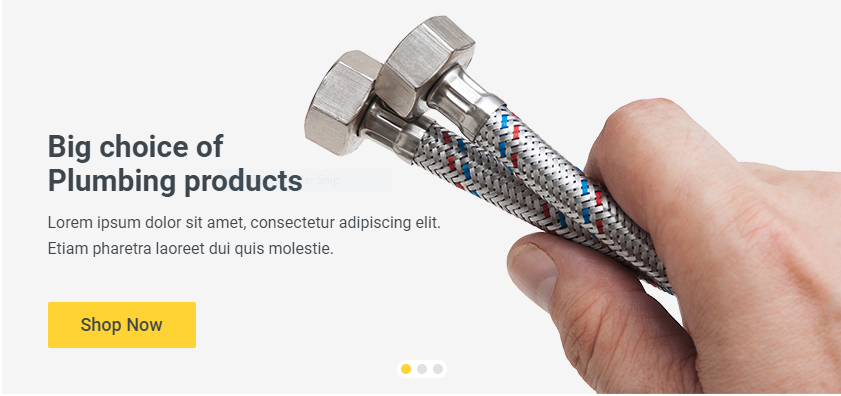 Big choice of
Plumbing products
Lorem ipsum dolor sit amet, consectetur adipiscing elit.
Etiam pharetra laoreet dui quis molestie.
Shop Now